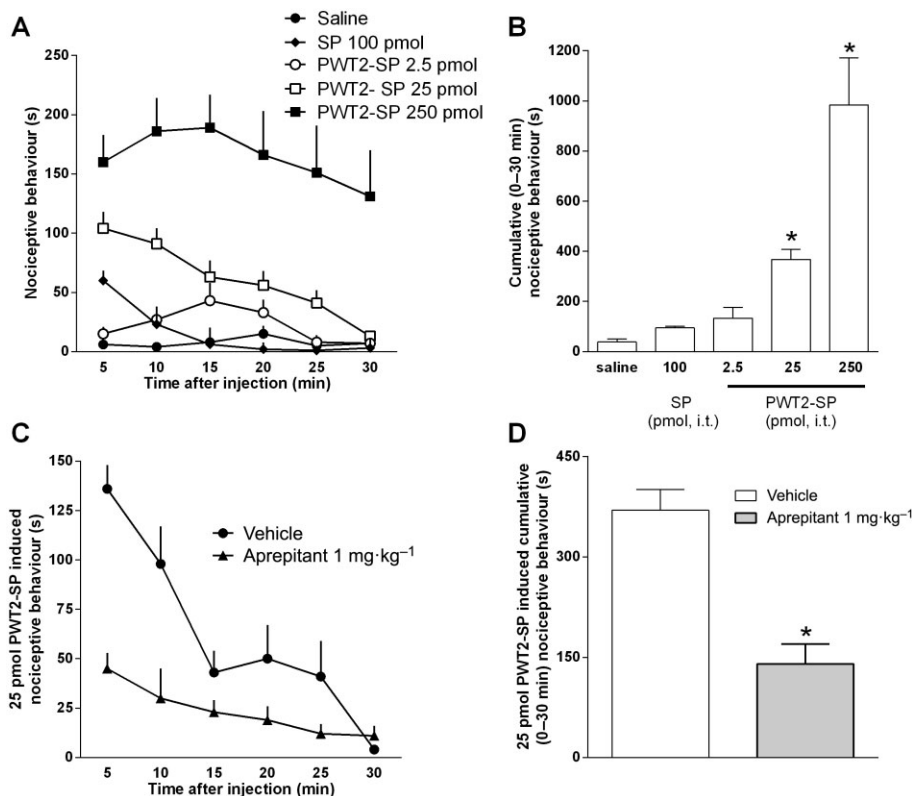 A
Saline
SP 100 pmol
PWT2-SP 2.5 pmol
PWT2- SP 25 pmol
PWT2-SP 250 pmol
Nociceptive behaviour (s)
250
200
150
100
50
0
5 10 15 20 25 30
Time after injection (min)
B
Cumulative (0–30 min)
nociceptive behaviour (s)
1200
1000
800
600
400
200
0
*
*
saline 100 2.5 25 250
SP
(pmol, i.t.)
PWT2-SP
(pmol, i.t.)
C
25 pmol PWT2-SP induced
nociceptive behaviour (s)
150
125
100
75
50
25
0
Vehicle
Aprepitant 1 mg·kg–1
5 10 15 20 25 30
Time after injection (min)
D
25 pmol PWT2-SP induced cumulative
(0–30 min) nociceptive behaviour (s)
450
300
150
0
Vehicle
Aprepitant 1 mg·kg–1
*